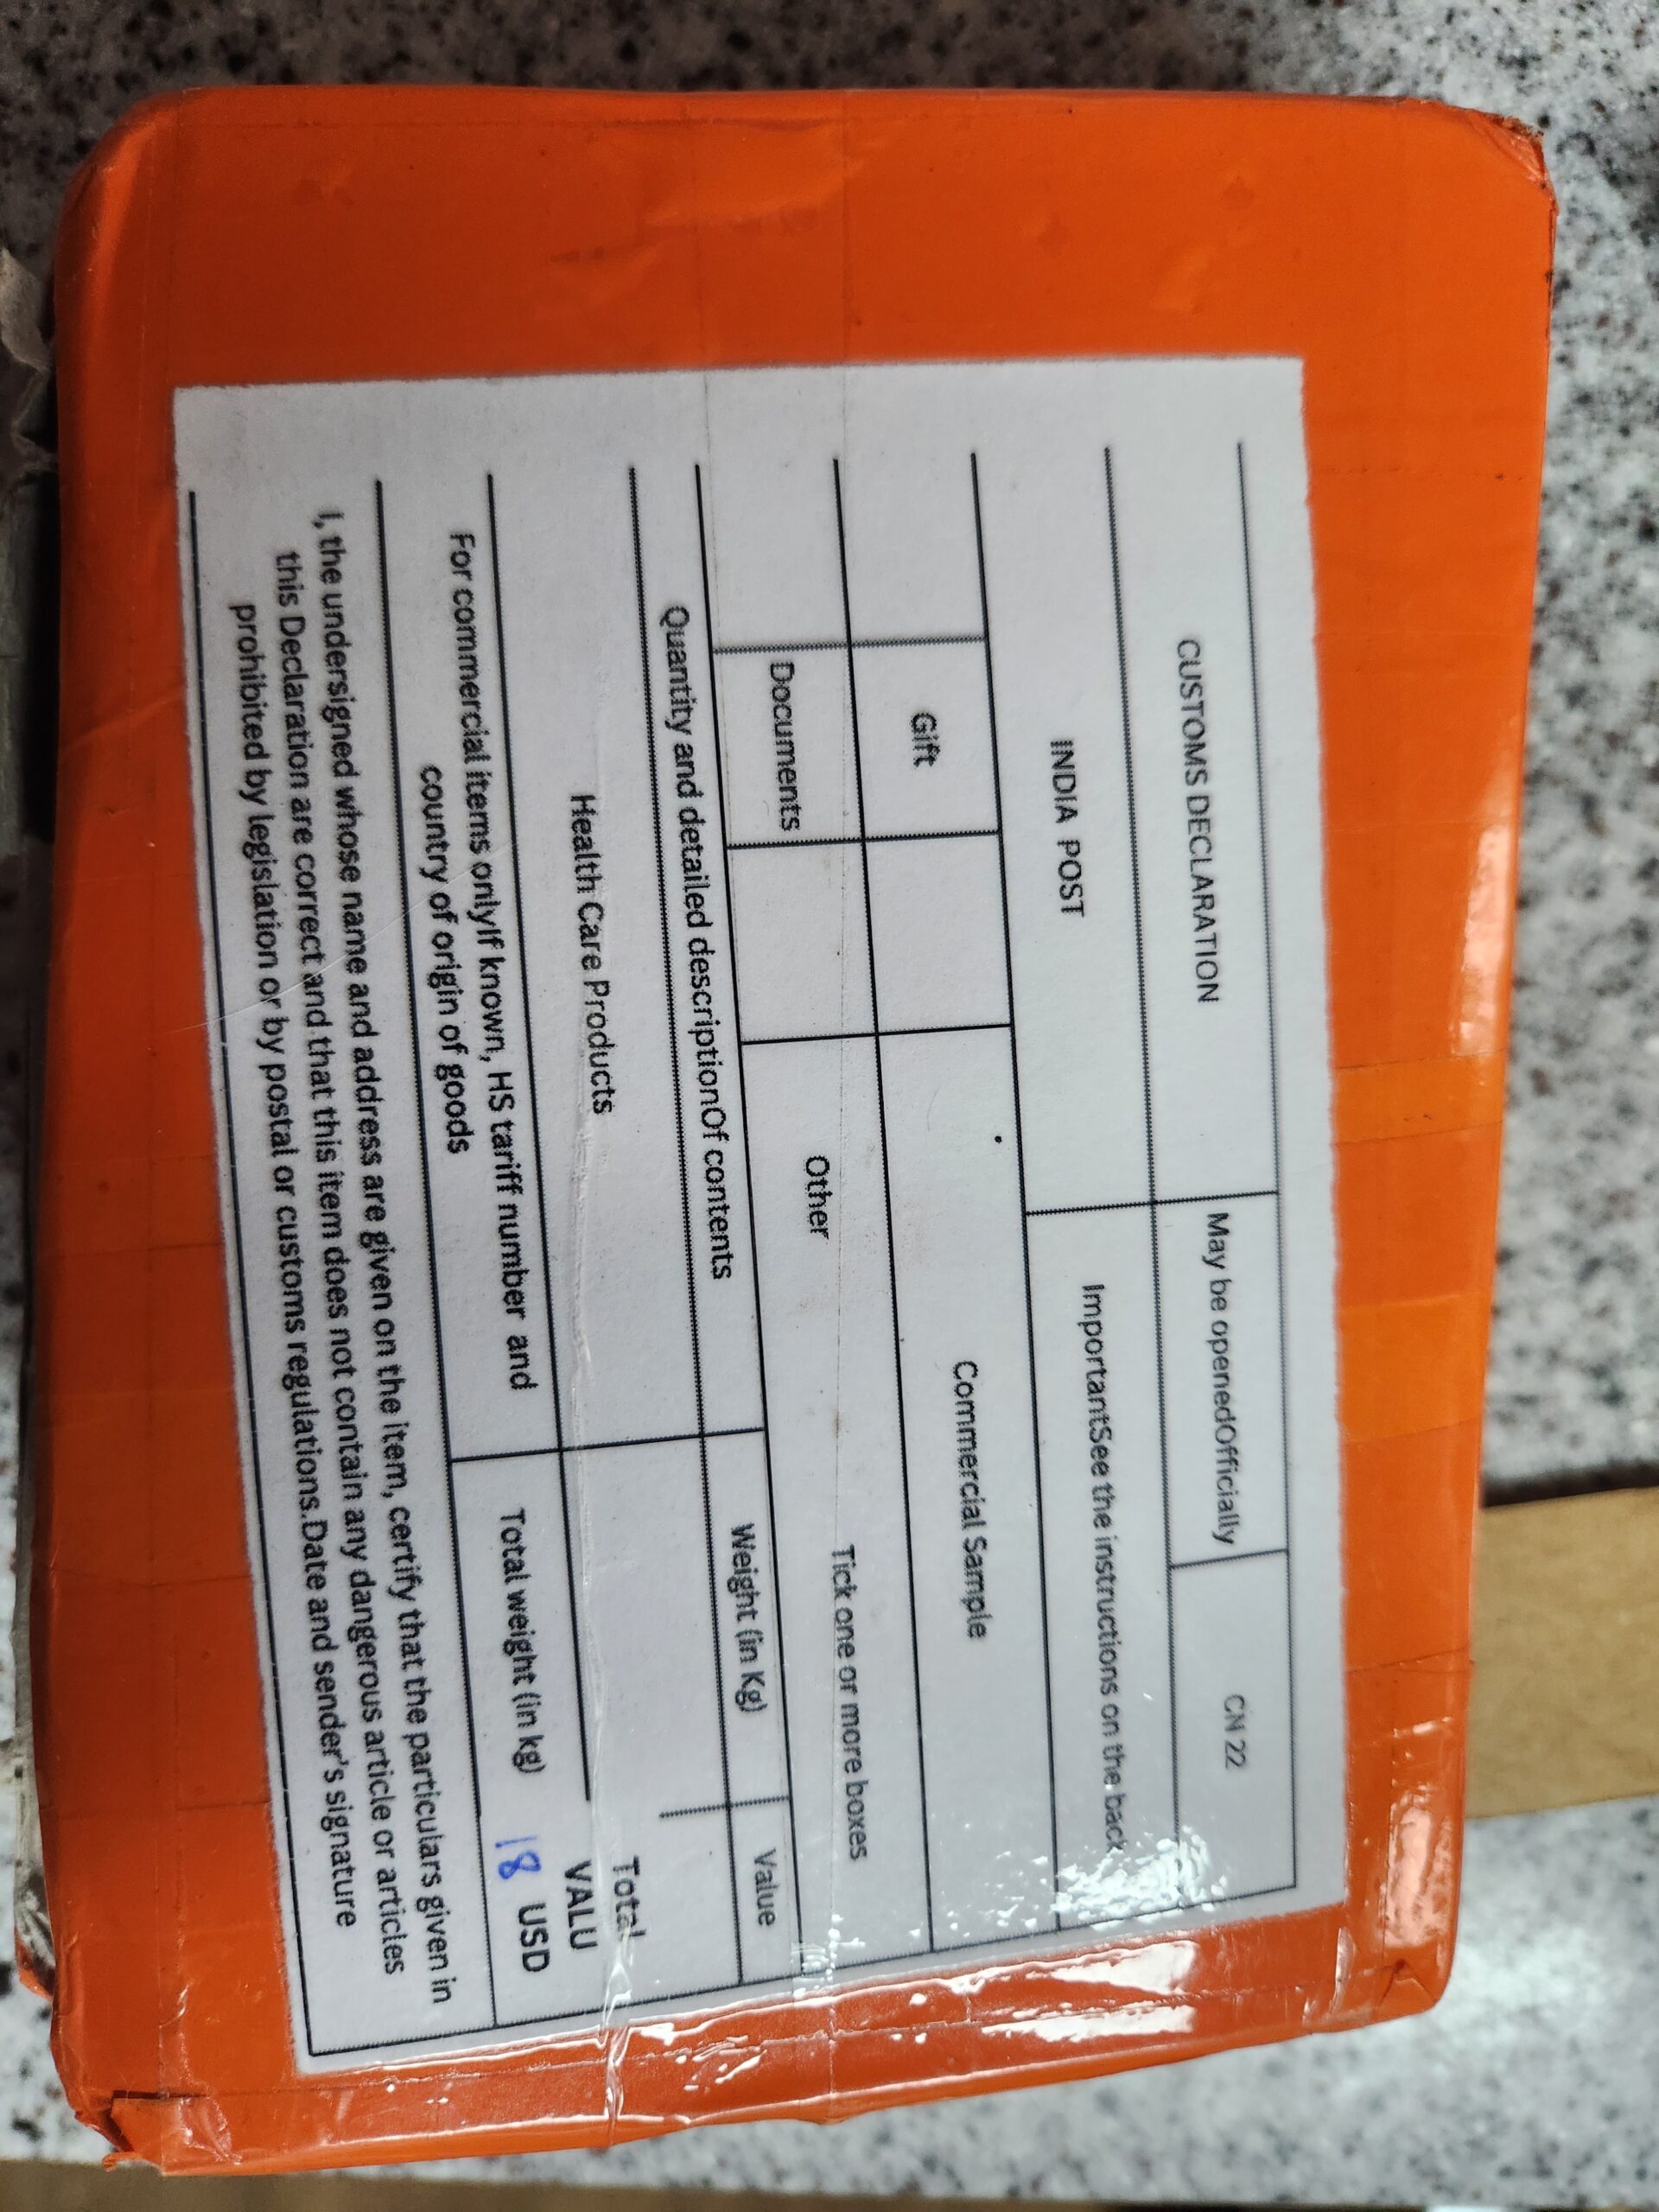 CUSTOMS DECLARATION
May be openedOfficially
CN 22
INDIA POST
ImportantSee the instructions on the back
Gift
Commercial Sample
Documents
Other
Tick one or more boxes
Quantity and detailed descriptionOf contents
Weight (in Kg)
Value
Health Care Products
For commercial items onlyIf known, HS tariff number and
country of origin of goods
Total weight (in kg)
Total
VALU
18 USD
I, the undersigned whose name and address are given on the item, certify that the particulars given in
this Declaration are correct and that this item does not contain any dangerous article or articles
prohibited by legislation or by postal or customs regulations.Date and sender's signature